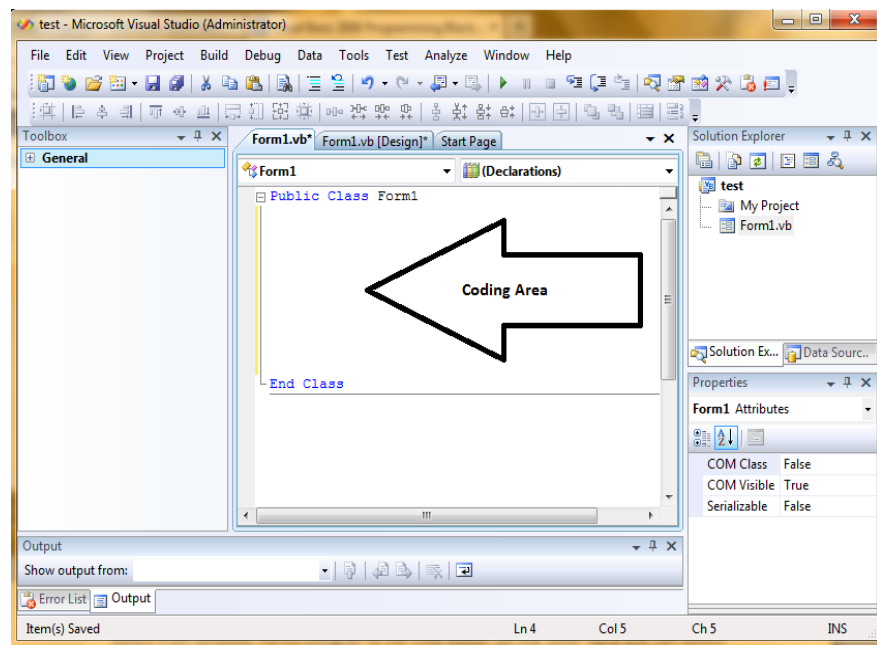 test - Microsoft Visual Studio (Administrator)
File Edit View Project Build Debug Data Tools Test Analyze Window Help
Toolbox
General
Form1.vb* Form1.vb [Design]* Start Page
Form1 (Declarations)
Public Class Form1
Coding Area
End Class
Solution Explorer
test
My Project
Form1.vb
Solution Ex... Data Sourc..
Properties
Form1 Attributes
COM Class False
COM Visible True
Serializable False
Output
Show output from:
Error List Output
Item(s) Saved Ln 4 Col 5 Ch 5 INS